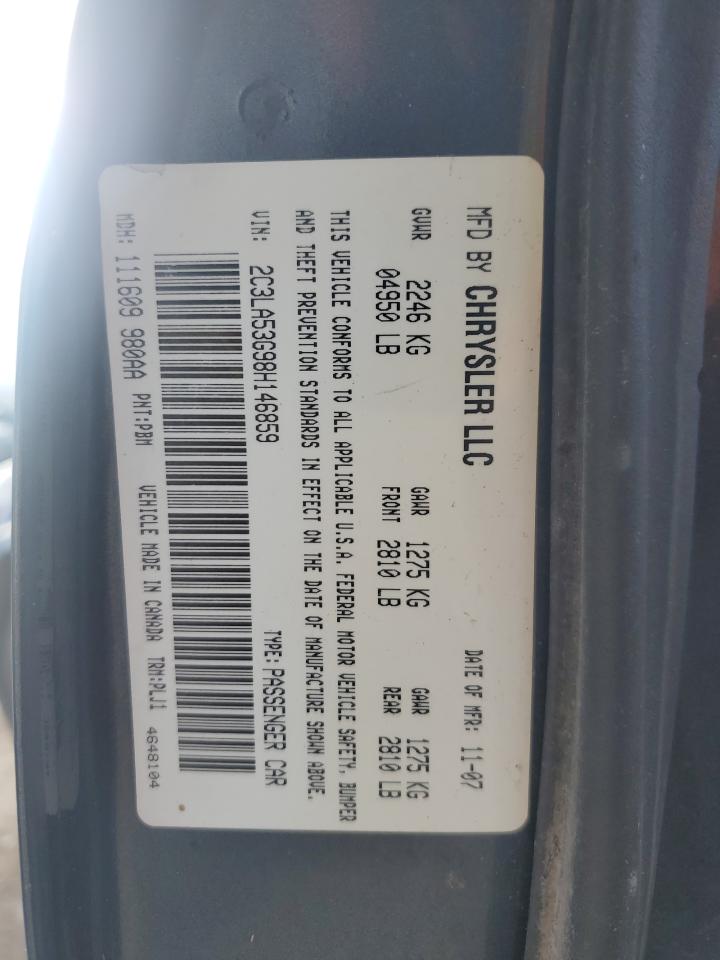 MFD BY CHRYSLER LLC DATE OF MFR: 11-07
GVWR 2246 KG GAWR 1275 KG GAWR 1275 KG
04950 LB FRONT 2810 LB REAR 2810 LB
THIS VEHICLE CONFORMS TO ALL APPLICABLE U.S.A. FEDERAL MOTOR VEHICLE SAFETY, BUMPER
AND THEFT PREVENTION STANDARDS IN EFFECT ON THE DATE OF MANUFACTURE SHOWN ABOVE.
VIN: 2C3LA53G98H146859 TYPE: PASSENGER CAR
MDH: 111609 980AA PNT:PBM VEHICLE MADE IN CANADA TRM:PLJ1 4648104